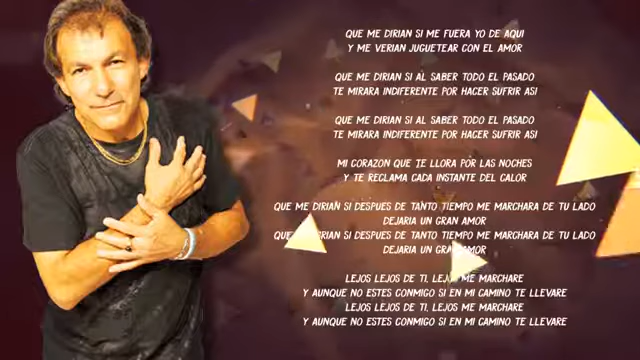 QUE ME DIRIAN SI ME FUERA YO DE AQUI
Y ME VERIAN JUGUETEAR CON EL AMOR
QUE ME DIRIAN SI AL SABER TODO EL PASADO
TE MIRARA INDIFERENTE POR HACER SUFRIR ASI
QUE ME DIRIAN SI AL SABER TODO EL PASADO
TE MIRARA INDIFERENTE POR HACER SUFRIR ASI
MI CORAZON QUE TE LLORA POR LAS NOCHES
Y TE RECLAMA CADA INSTANTE DEL CALOR
QUE ME DIRIAN SI DESPUES DE TANTO TIEMPO ME MARCHARA DE TU LADO
DEJARIA UN GRAN AMOR
QUE ME DIRIAN SI DESPUES DE TANTO TIEMPO ME MARCHARA DE TU LADO
DEJARIA UN GRAN AMOR
LEJOS LEJOS DE TI, LEJOS ME MARCHARE
Y AUNQUE NO ESTES CONMIGO SI EN MI CAMINO TE LLEVARE
LEJOS LEJOS DE TI, LEJOS ME MARCHARE
Y AUNQUE NO ESTES CONMIGO SI EN MI CAMINO TE LLEVARE